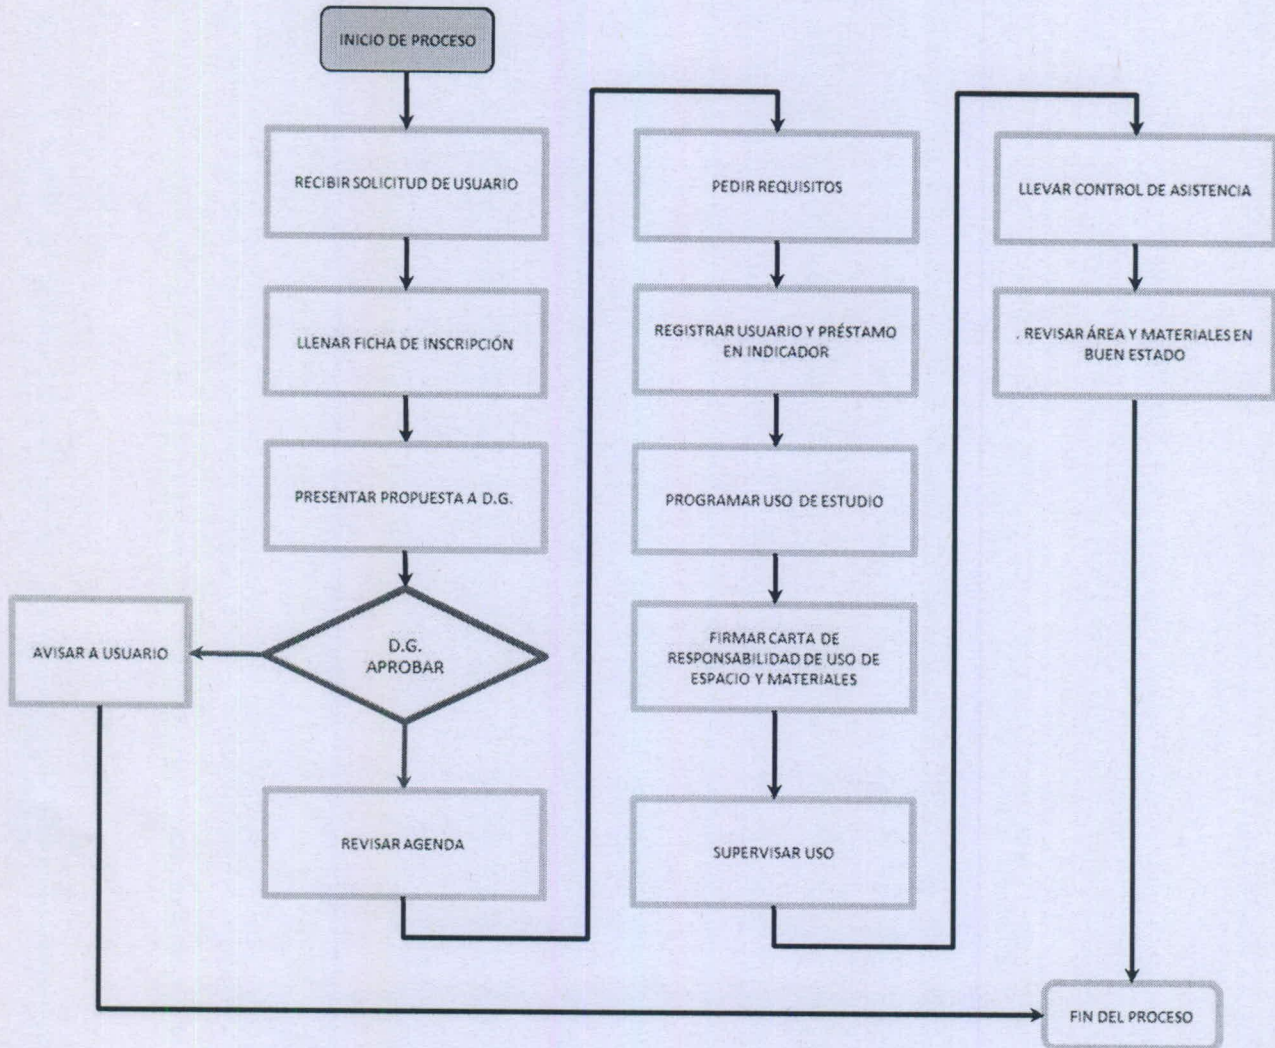 INICIO DE PROCESO
RECIBIR SOLICITUD DE USUARIO
LLENAR FICHA DE INSCRIPCIÓN
PRESENTAR PROPUESTA A D.G.
D.G.
APROBAR
AVISAR A USUARIO
REVISAR AGENDA
PEDIR REQUISITOS
REGISTRAR USUARIO Y PRÉSTAMO
EN INDICADOR
PROGRAMAR USO DE ESTUDIO
FIRMAR CARTA DE
RESPONSABILIDAD DE USO DE
ESPACIO Y MATERIALES
SUPERVISAR USO
LLEVAR CONTROL DE ASISTENCIA
. REVISAR ÁREA Y MATERIALES EN
BUEN ESTADO
FIN DEL PROCESO